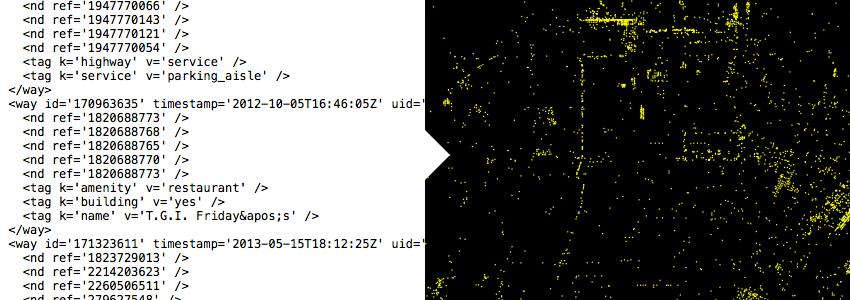 <nd ref='1947770066' />
<nd ref='1947770143' />
<nd ref='1947770121' />
<nd ref='1947770054' />
<tag k='highway' v='service' />
<tag k='service' v='parking_aisle' />
</way>
<way id='170963635' timestamp='2012-10-05T16:46:05Z' uid='
<nd ref='1820688773' />
<nd ref='1820688768' />
<nd ref='1820688765' />
<nd ref='1820688770' />
<nd ref='1820688773' />
<tag k='amenity' v='restaurant' />
<tag k='building' v='yes' />
<tag k='name' v='T.G.I. Friday&apos;s' />
</way>
<way id='171323611' timestamp='2013-05-15T18:12:25Z' uid='
<nd ref='1823729013' />
<nd ref='2214203623' />
<nd ref='2260506511' />
<nd ref='279627548' />